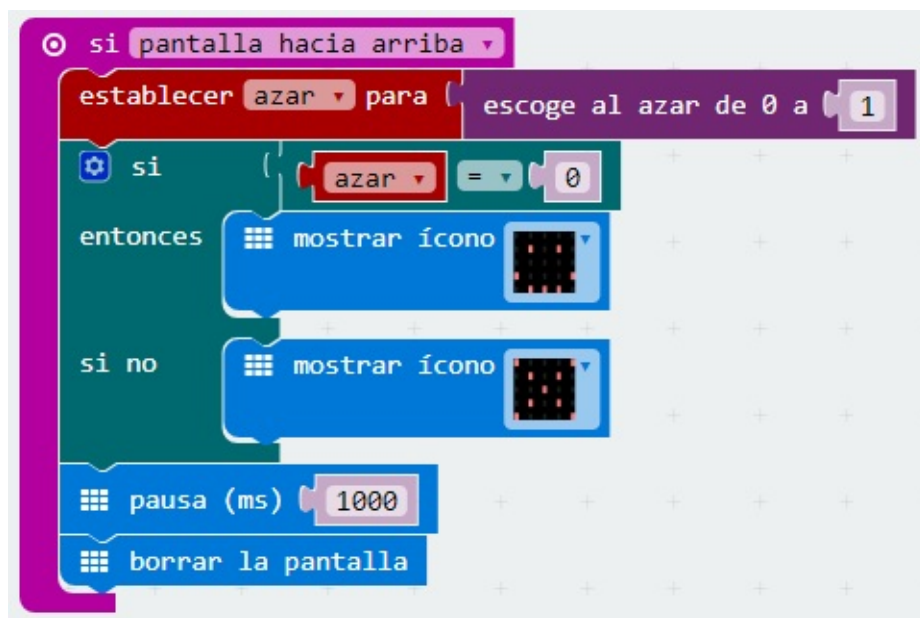 si pantalla hacia arriba
establecer azar para escoge al azar de 0 a 1
si azar = 0
entonces mostrar ícono
si no mostrar ícono
pausa (ms) 1000
borrar la pantalla